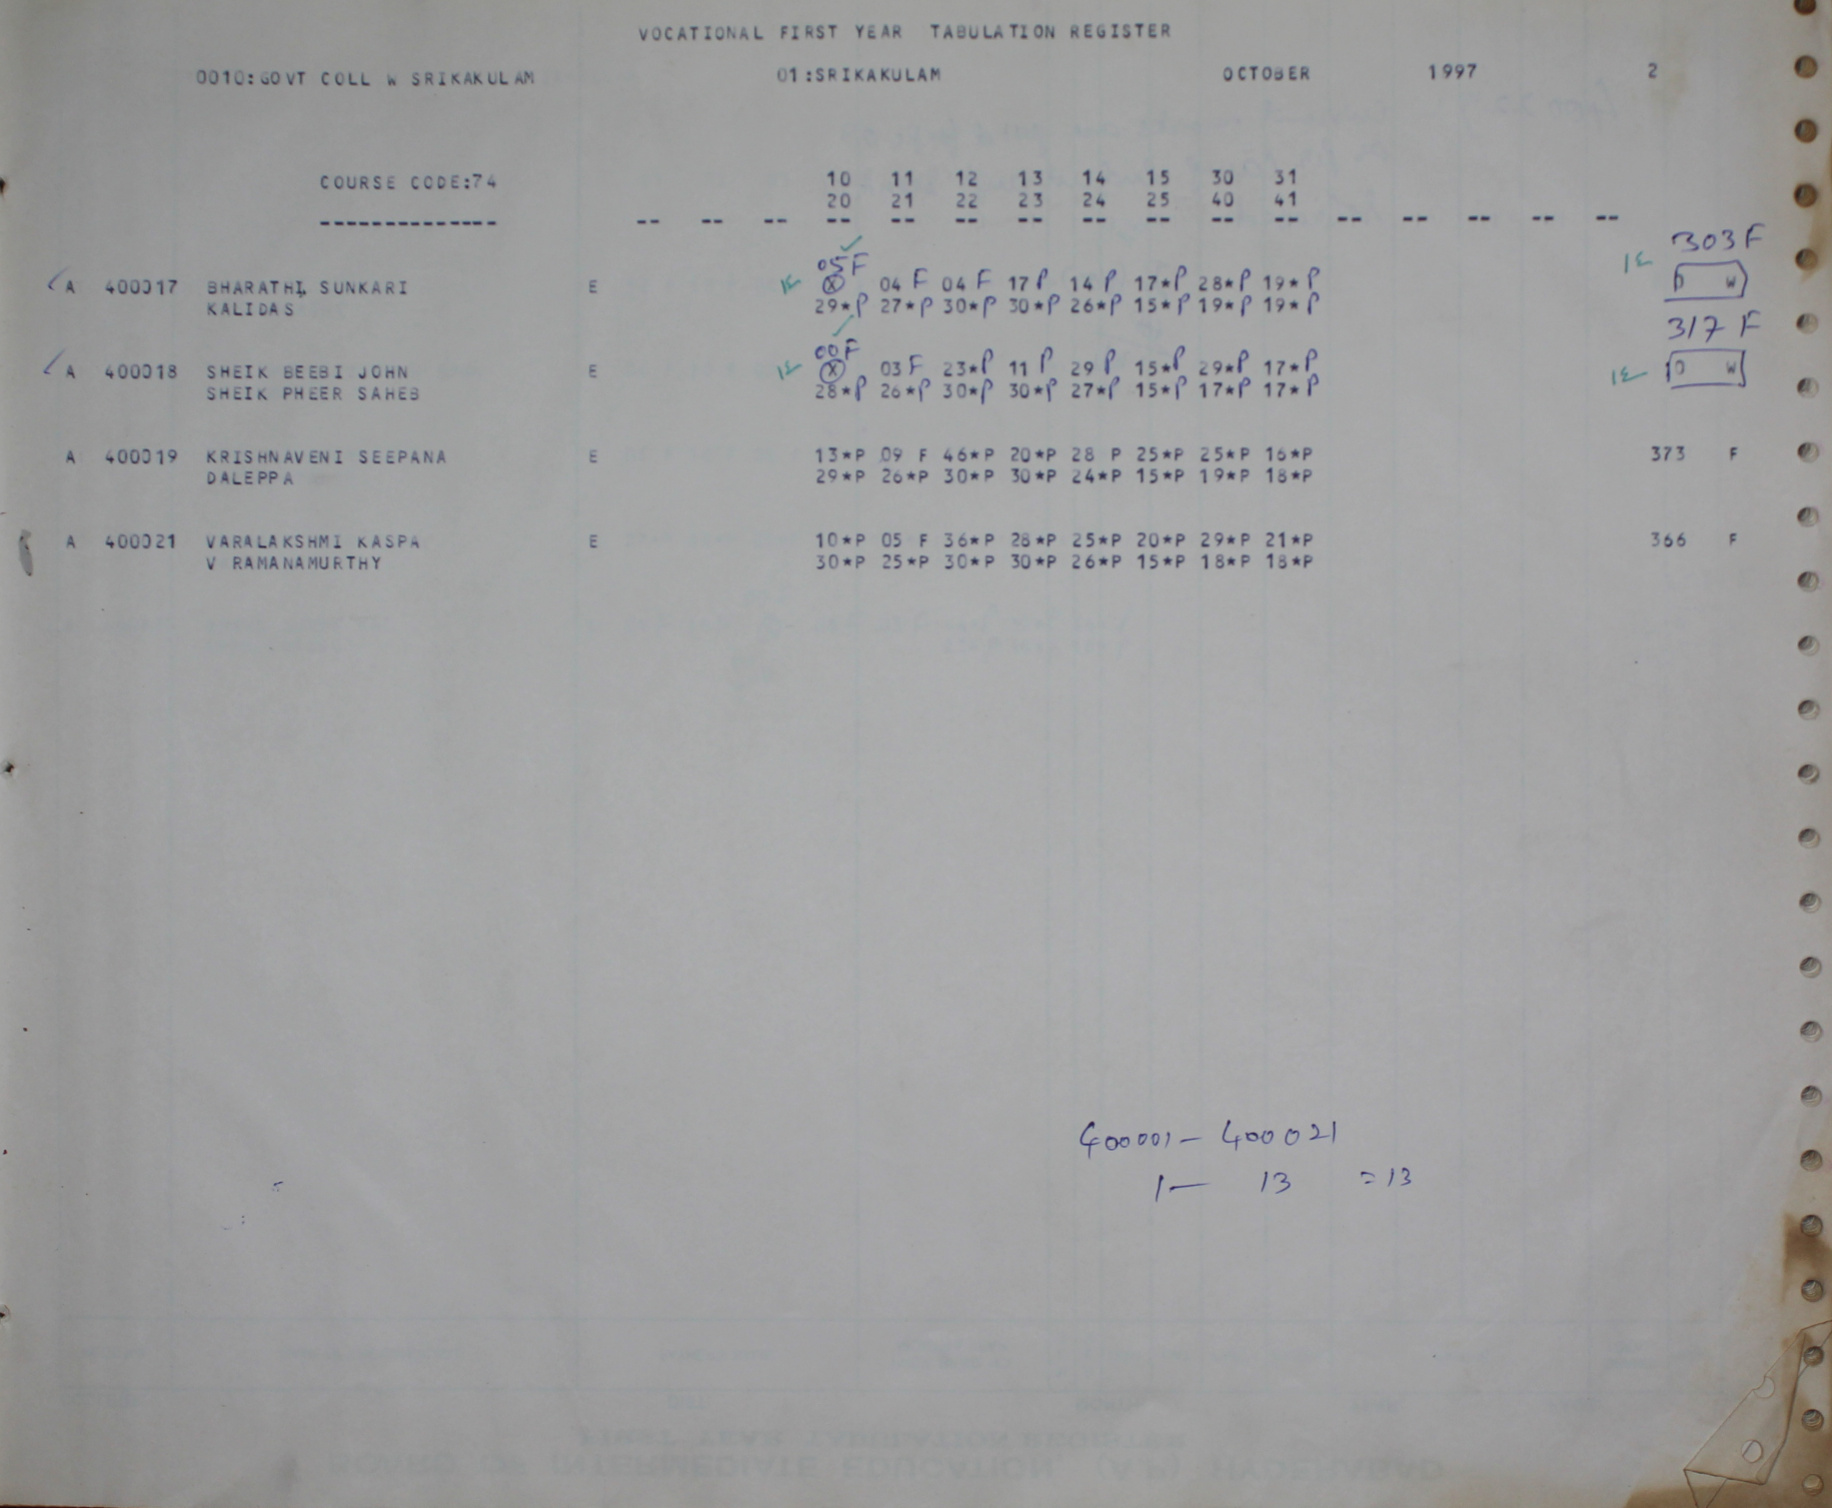 VOCATIONAL FIRST YEAR TABULATION REGISTER
0010:GOVT COLL W SRIKAKULAM 01:SRIKAKULAM OCTOBER 1997 2
COURSE CODE:74 10 11 12 13 14 15 30 31
20 21 22 23 24 25 40 41
-------------- -- -- -- -- -- -- -- -- -- -- -- -- -- -- -- --
05F 303 F
A 400017 BHARATHI SUNKARI E X 04 F 04 F 17 P 14 P 17*P 28*P 19*P W
KALIDAS 29*P 27*P 30*P 30*P 26*P 15*P 19*P 19*P
00F 317 F
A 400018 SHEIK BEEBI JOHN E X 03 F 23*P 11 P 29 P 15*P 29*P 17*P W
SHEIK PHEER SAHEB 28*P 26*P 30*P 30*P 27*P 15*P 17*P 17*P
A 400019 KRISHNAVENI SEEPANA E 13*P 09 F 46*P 20*P 28 P 25*P 25*P 16*P 373 F
DALEPPA 29*P 26*P 30*P 30*P 24*P 15*P 19*P 18*P
A 400021 VARALAKSHMI KASPA E 10*P 05 F 36*P 28*P 25*P 20*P 29*P 21*P 366 F
V RAMANAMURTHY 30*P 25*P 30*P 30*P 26*P 15*P 18*P 18*P
400001 - 400021
1 - 13 = 13